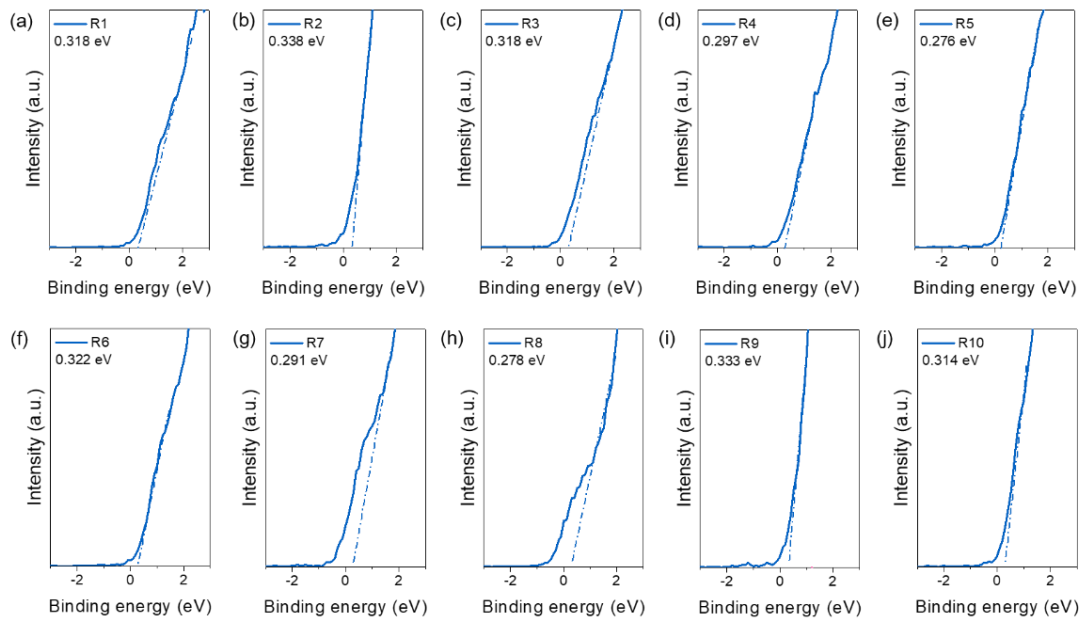 (a)
R1
0.318 eV
Intensity (a.u.)
-2 0 2
Binding energy (eV)
(b)
R2
0.338 eV
Intensity (a.u.)
-2 0 2
Binding energy (eV)
(c)
R3
0.318 eV
Intensity (a.u.)
-2 0 2
Binding energy (eV)
(d)
R4
0.297 eV
Intensity (a.u.)
-2 0 2
Binding energy (eV)
(e)
R5
0.276 eV
Intensity (a.u.)
-2 0 2
Binding energy (eV)
(f)
R6
0.322 eV
Intensity (a.u.)
-2 0 2
Binding energy (eV)
(g)
R7
0.291 eV
Intensity (a.u.)
-2 0 2
Binding energy (eV)
(h)
R8
0.278 eV
Intensity (a.u.)
-2 0 2
Binding energy (eV)
(i)
R9
0.333 eV
Intensity (a.u.)
-2 0 2
Binding energy (eV)
(j)
R10
0.314 eV
Intensity (a.u.)
-2 0 2
Binding energy (eV)